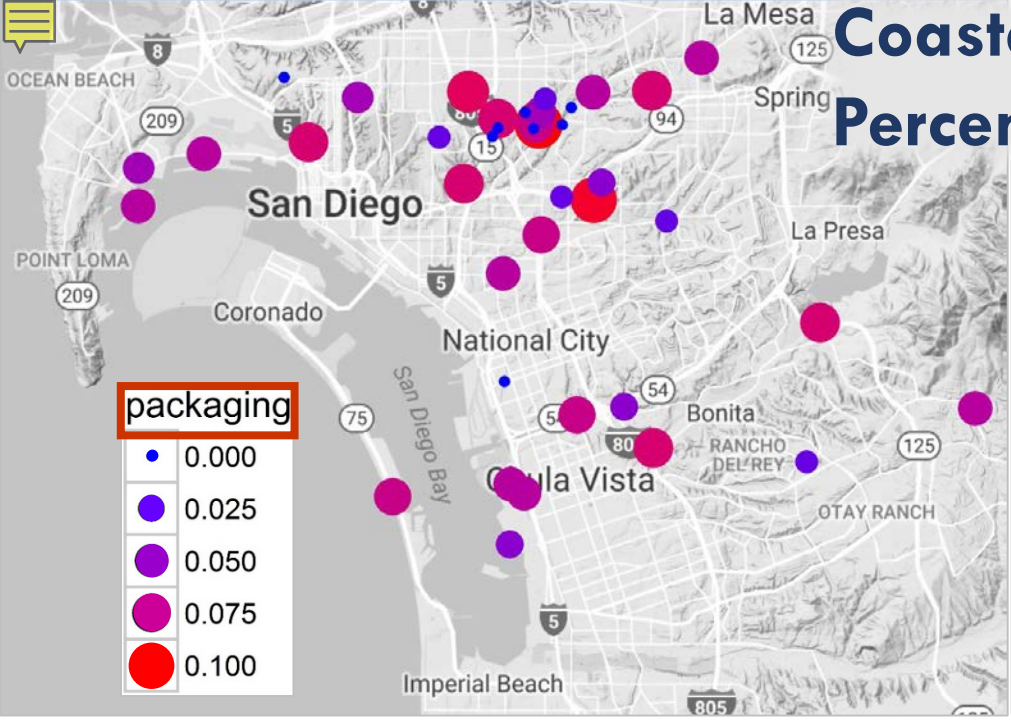 La Mesa
Coast
Percen
8
8
125
OCEAN BEACH
Spring
209
5
94
15
San Diego
La Presa
POINT LOMA
5
209
Coronado
National City
San Diego Bay
54
75
Bonita
54
125
RANCHO
DEL REY
805
Chula Vista
OTAY RANCH
5
Imperial Beach
805
packaging
0.000
0.025
0.050
0.075
0.100